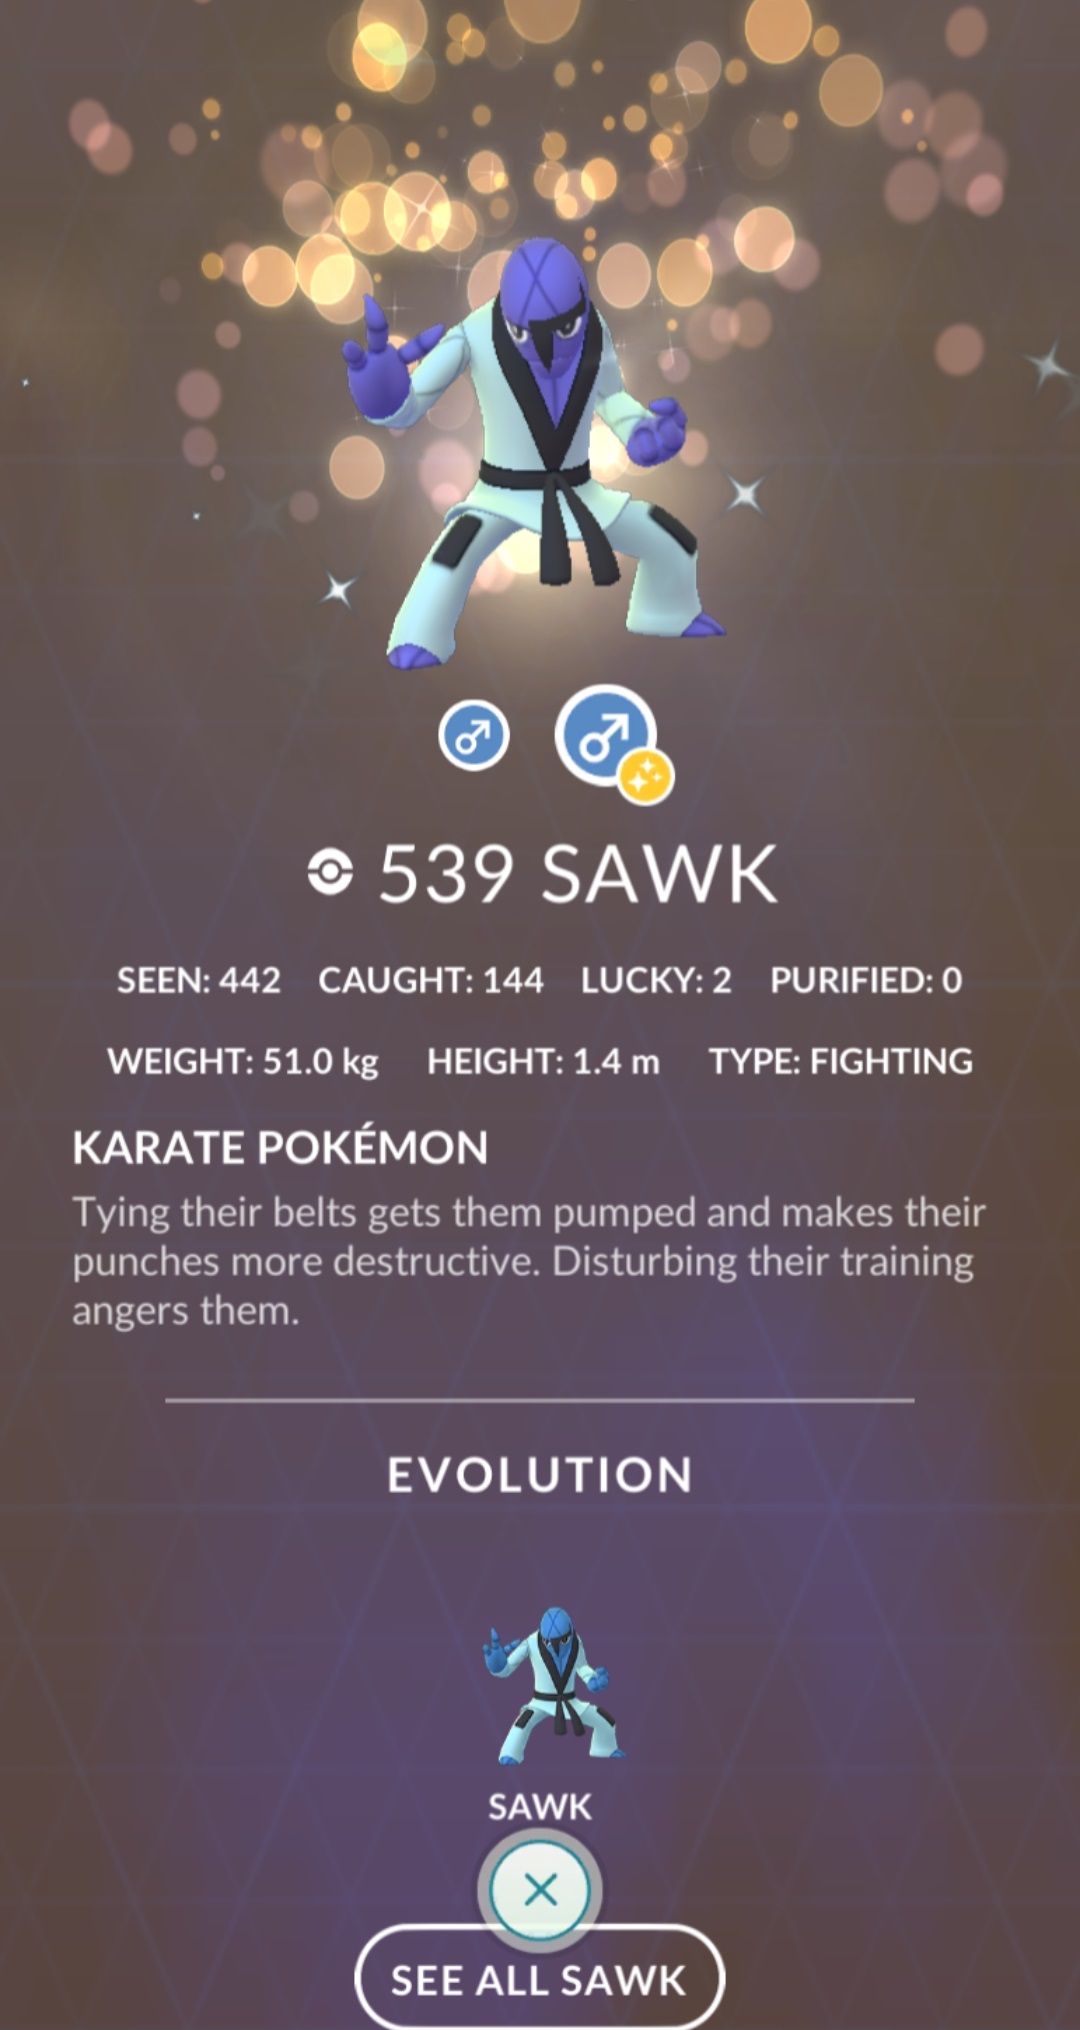 539 SAWK
SEEN: 442 CAUGHT: 144 LUCKY: 2 PURIFIED: 0
WEIGHT: 51.0 kg HEIGHT: 1.4 m TYPE: FIGHTING
KARATE POKÉMON
Tying their belts gets them pumped and makes their
punches more destructive. Disturbing their training
angers them.
EVOLUTION
SAWK
SEE ALL SAWK